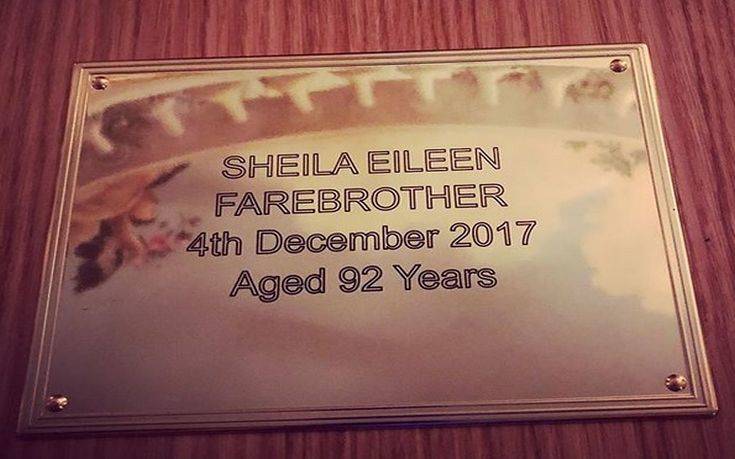 SHEILA EILEEN
FAREBROTHER
4th December 2017
Aged 92 Years